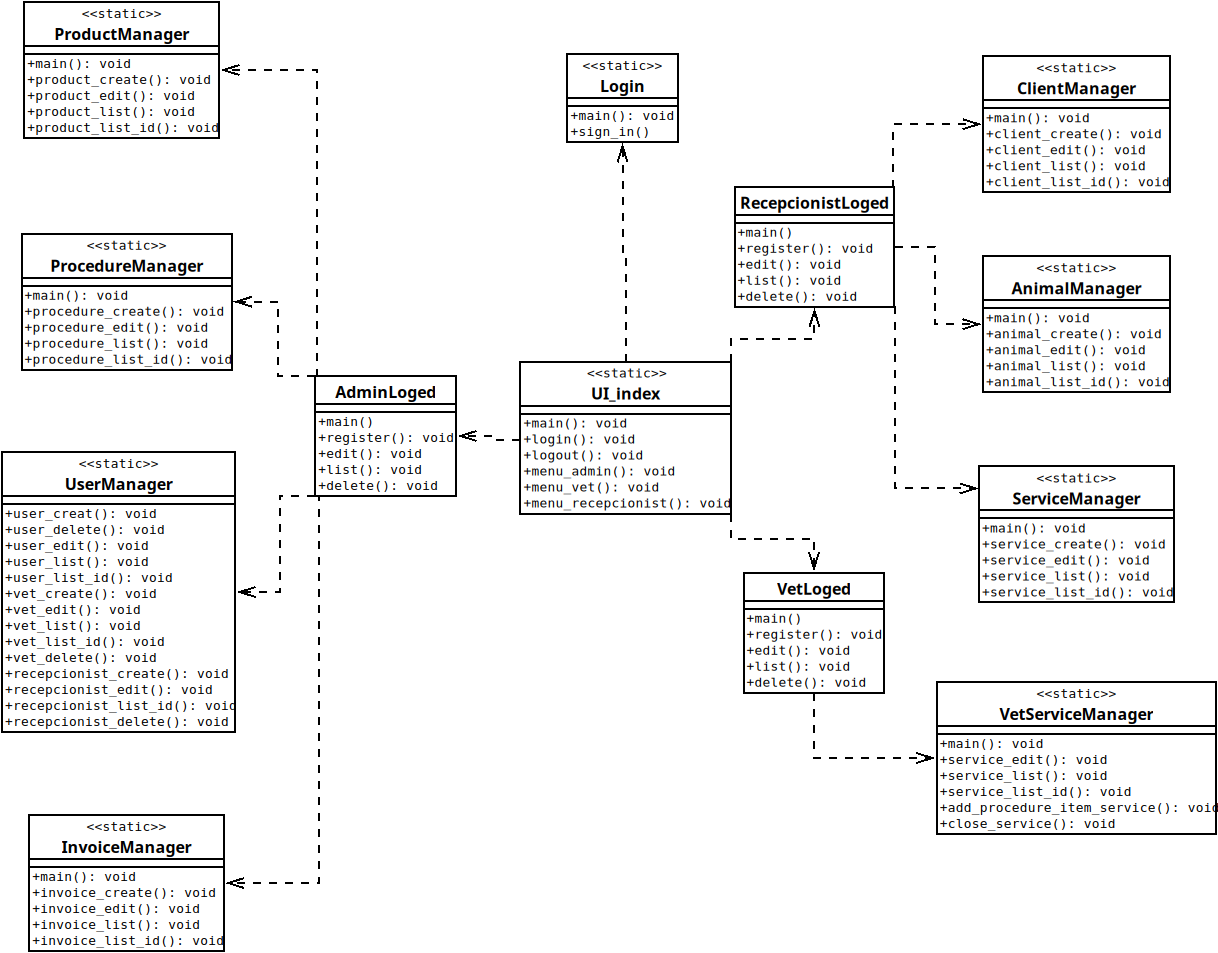 <<static>>
ProductManager
+main(): void
+product_create(): void
+product_edit(): void
+product_list(): void
+product_list_id(): void
<<static>>
Login
+main(): void
+sign_in()
<<static>>
ClientManager
+main(): void
+client_create(): void
+client_edit(): void
+client_list(): void
+client_list_id(): void
RecepcionistLoged
+main()
+register(): void
+edit(): void
+list(): void
+delete(): void
<<static>>
ProcedureManager
+main(): void
+procedure_create(): void
+procedure_edit(): void
+procedure_list(): void
+procedure_list_id(): void
<<static>>
AnimalManager
+main(): void
+animal_create(): void
+animal_edit(): void
+animal_list(): void
+animal_list_id(): void
AdminLoged
+main()
+register(): void
+edit(): void
+list(): void
+delete(): void
<<static>>
UI_index
+main(): void
+login(): void
+logout(): void
+menu_admin(): void
+menu_vet(): void
+menu_recepcionist(): void
<<static>>
UserManager
+user_creat(): void
+user_delete(): void
+user_edit(): void
+user_list(): void
+user_list_id(): void
+vet_create(): void
+vet_edit(): void
+vet_list(): void
+vet_list_id(): void
+vet_delete(): void
+recepcionist_create(): void
+recepcionist_edit(): void
+recepcionist_list_id(): void
+recepcionist_delete(): void
<<static>>
ServiceManager
+main(): void
+service_create(): void
+service_edit(): void
+service_list(): void
+service_list_id(): void
VetLoged
+main()
+register(): void
+edit(): void
+list(): void
+delete(): void
<<static>>
VetServiceManager
+main(): void
+service_edit(): void
+service_list(): void
+service_list_id(): void
+add_procedure_item_service(): void
+close_service(): void
<<static>>
InvoiceManager
+main(): void
+invoice_create(): void
+invoice_edit(): void
+invoice_list(): void
+invoice_list_id(): void